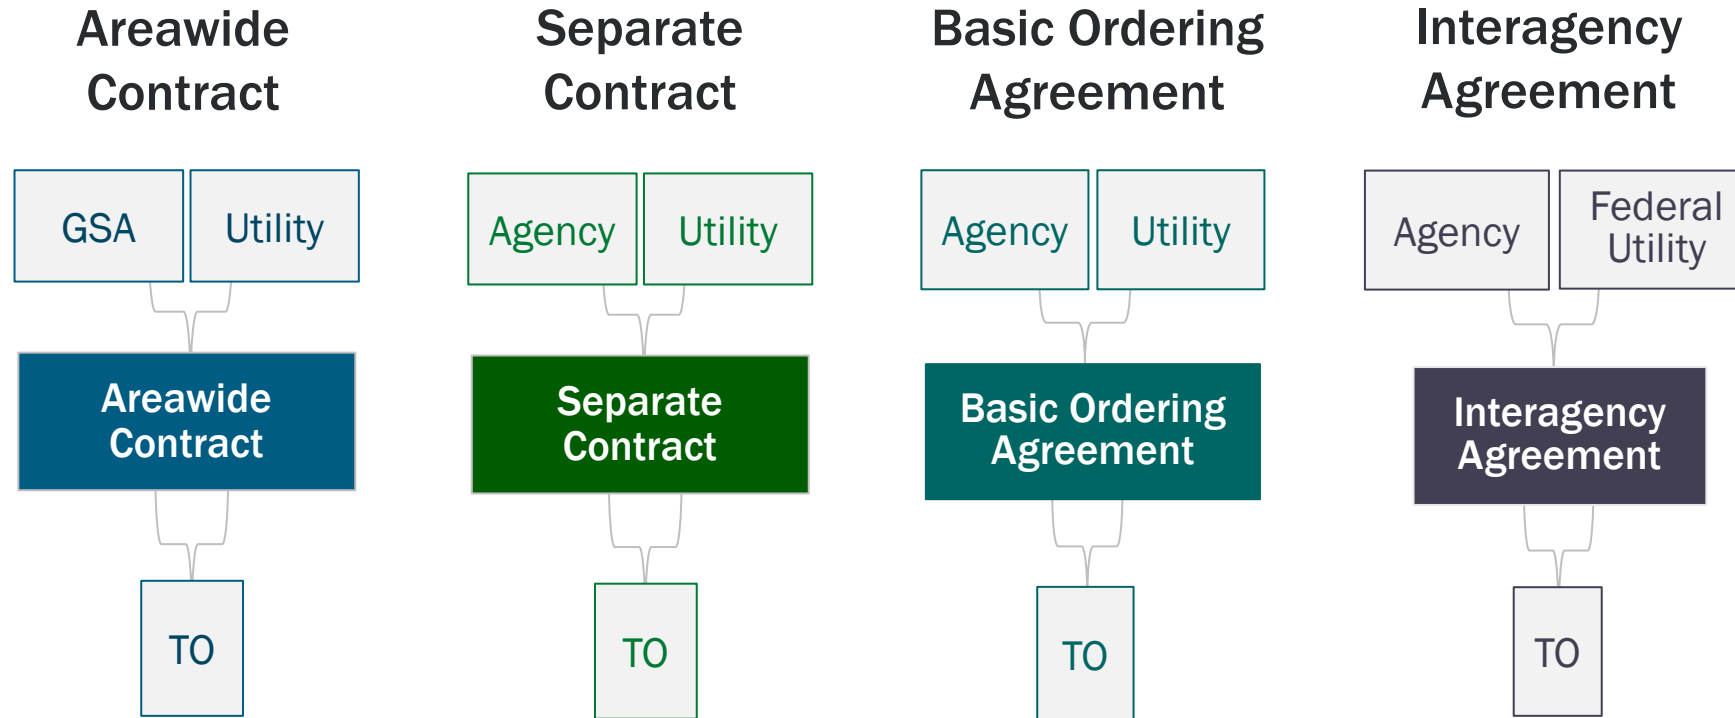 Areawide
Contract
GSA
Utility
Areawide
Contract
TO
Separate
Contract
Agency
Utility
Separate
Contract
TO
Basic Ordering
Agreement
Agency
Utility
Basic Ordering
Agreement
TO
Interagency
Agreement
Agency
Federal
Utility
Interagency
Agreement
TO